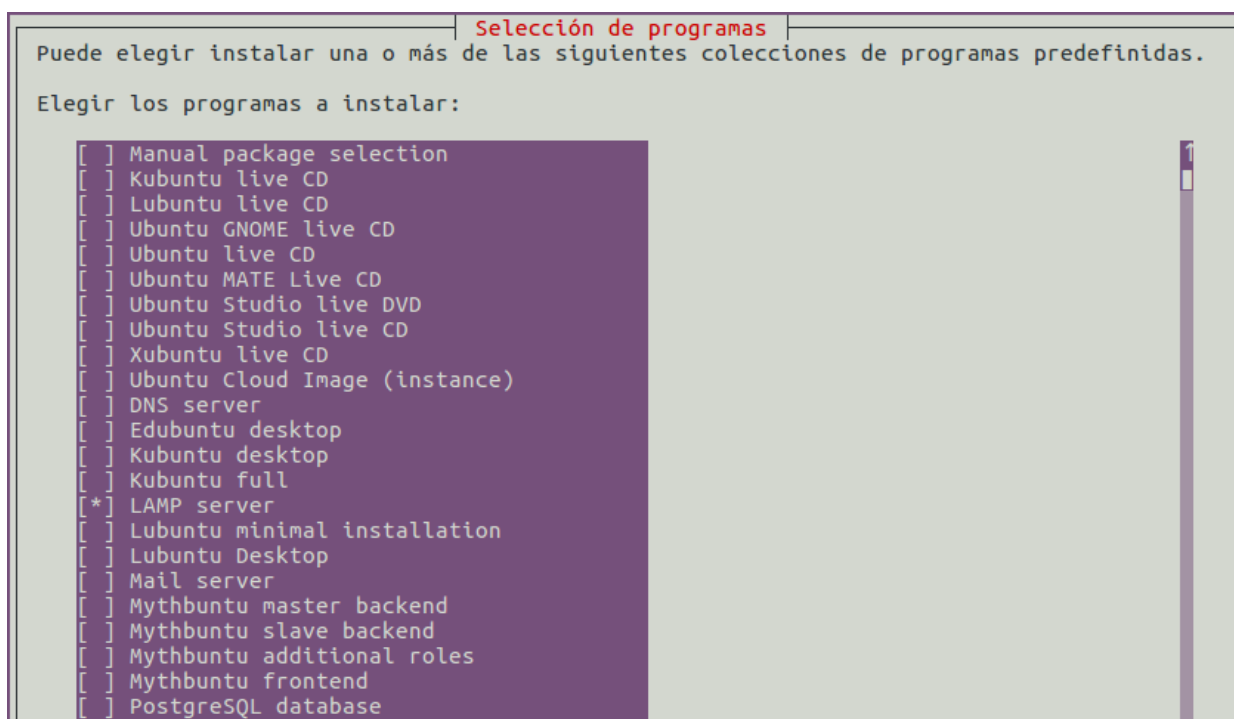 Selección de programas
Puede elegir instalar una o más de las siguientes colecciones de programas predefinidas.
Elegir los programas a instalar:
[ ] Manual package selection
[ ] Kubuntu live CD
[ ] Lubuntu live CD
[ ] Ubuntu GNOME live CD
[ ] Ubuntu live CD
[ ] Ubuntu MATE Live CD
[ ] Ubuntu Studio live DVD
[ ] Ubuntu Studio live CD
[ ] Xubuntu live CD
[ ] Ubuntu Cloud Image (instance)
[ ] DNS server
[ ] Edubuntu desktop
[ ] Kubuntu desktop
[ ] Kubuntu full
[*] LAMP server
[ ] Lubuntu minimal installation
[ ] Lubuntu Desktop
[ ] Mail server
[ ] Mythbuntu master backend
[ ] Mythbuntu slave backend
[ ] Mythbuntu additional roles
[ ] Mythbuntu frontend
[ ] PostgreSQL database